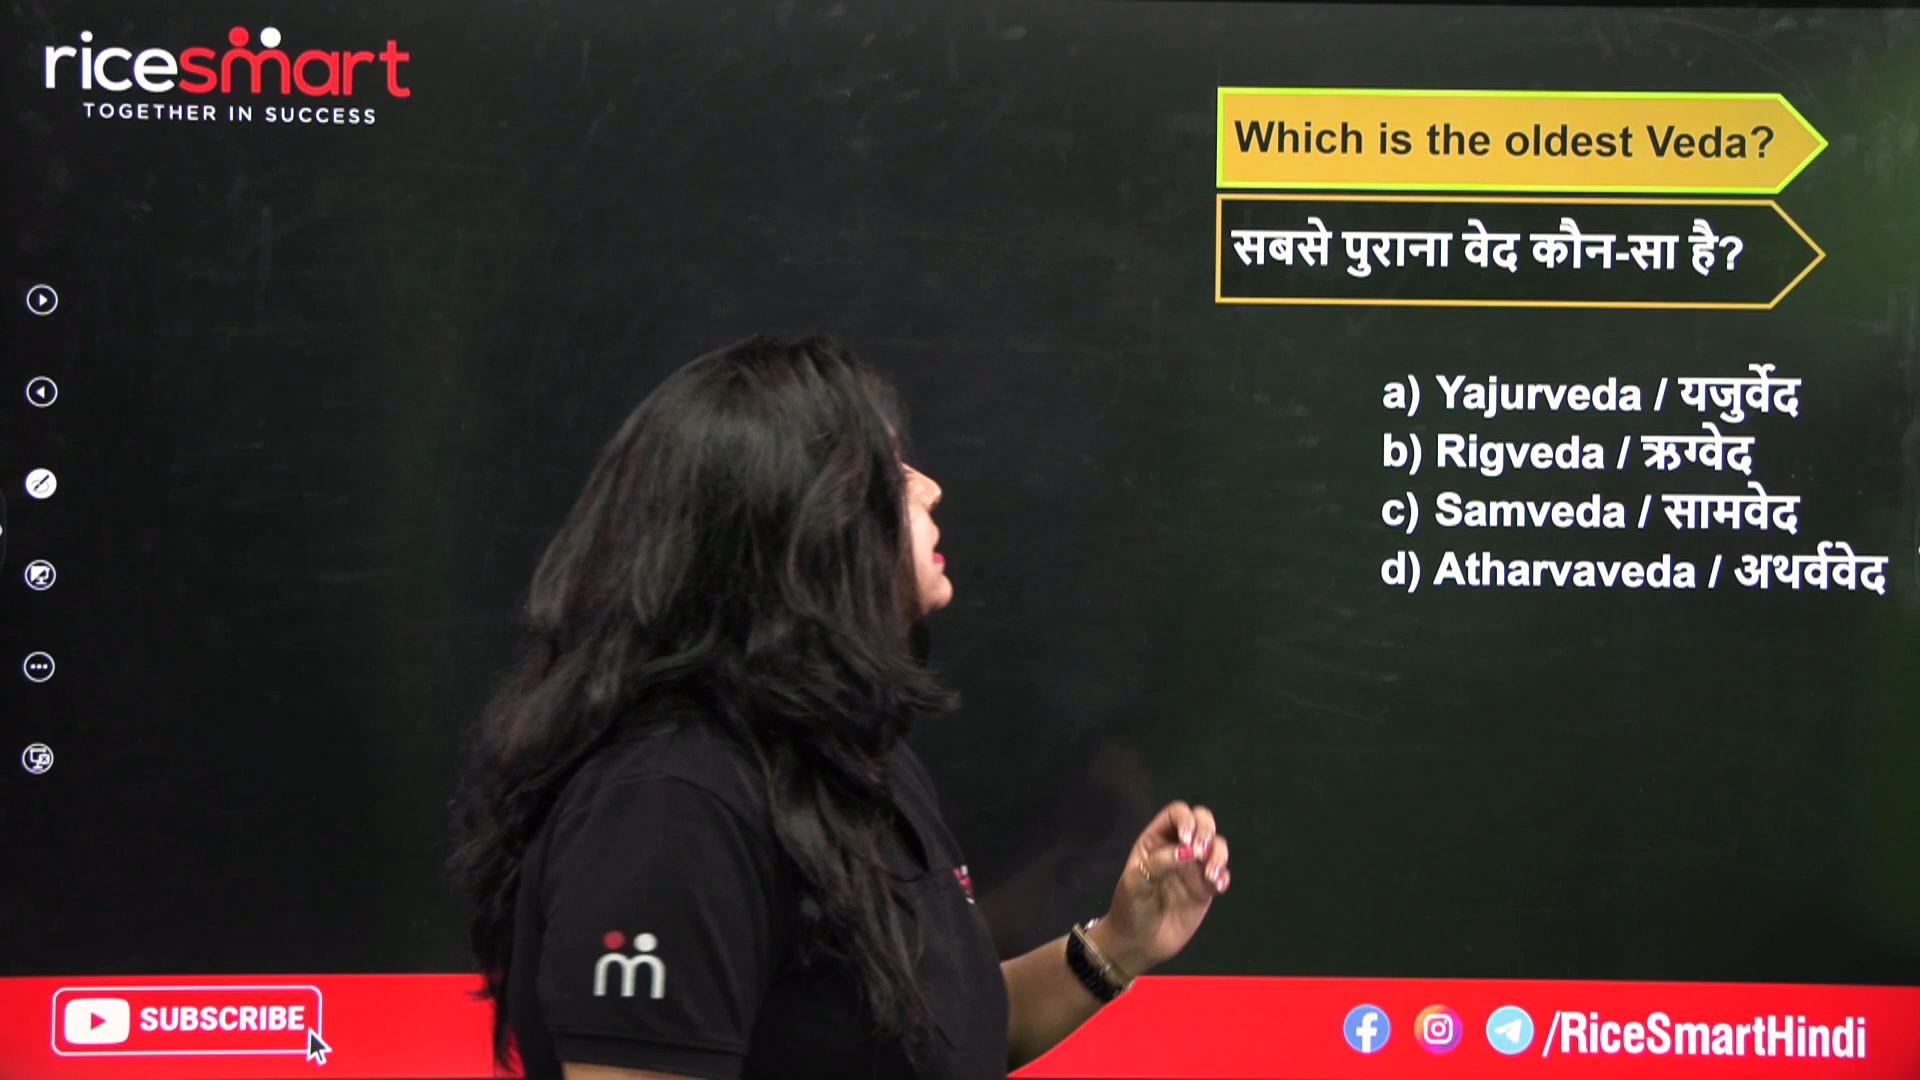 ricesmart
TOGETHER IN SUCCESS
Which is the oldest Veda?
सबसे पुराना वेद कौन-सा है?
a) Yajurveda / यजुर्वेद
b) Rigveda / ऋग्वेद
c) Samveda / सामवेद
d) Atharvaveda / अथर्ववेद
SUBSCRIBE
/RiceSmartHindi